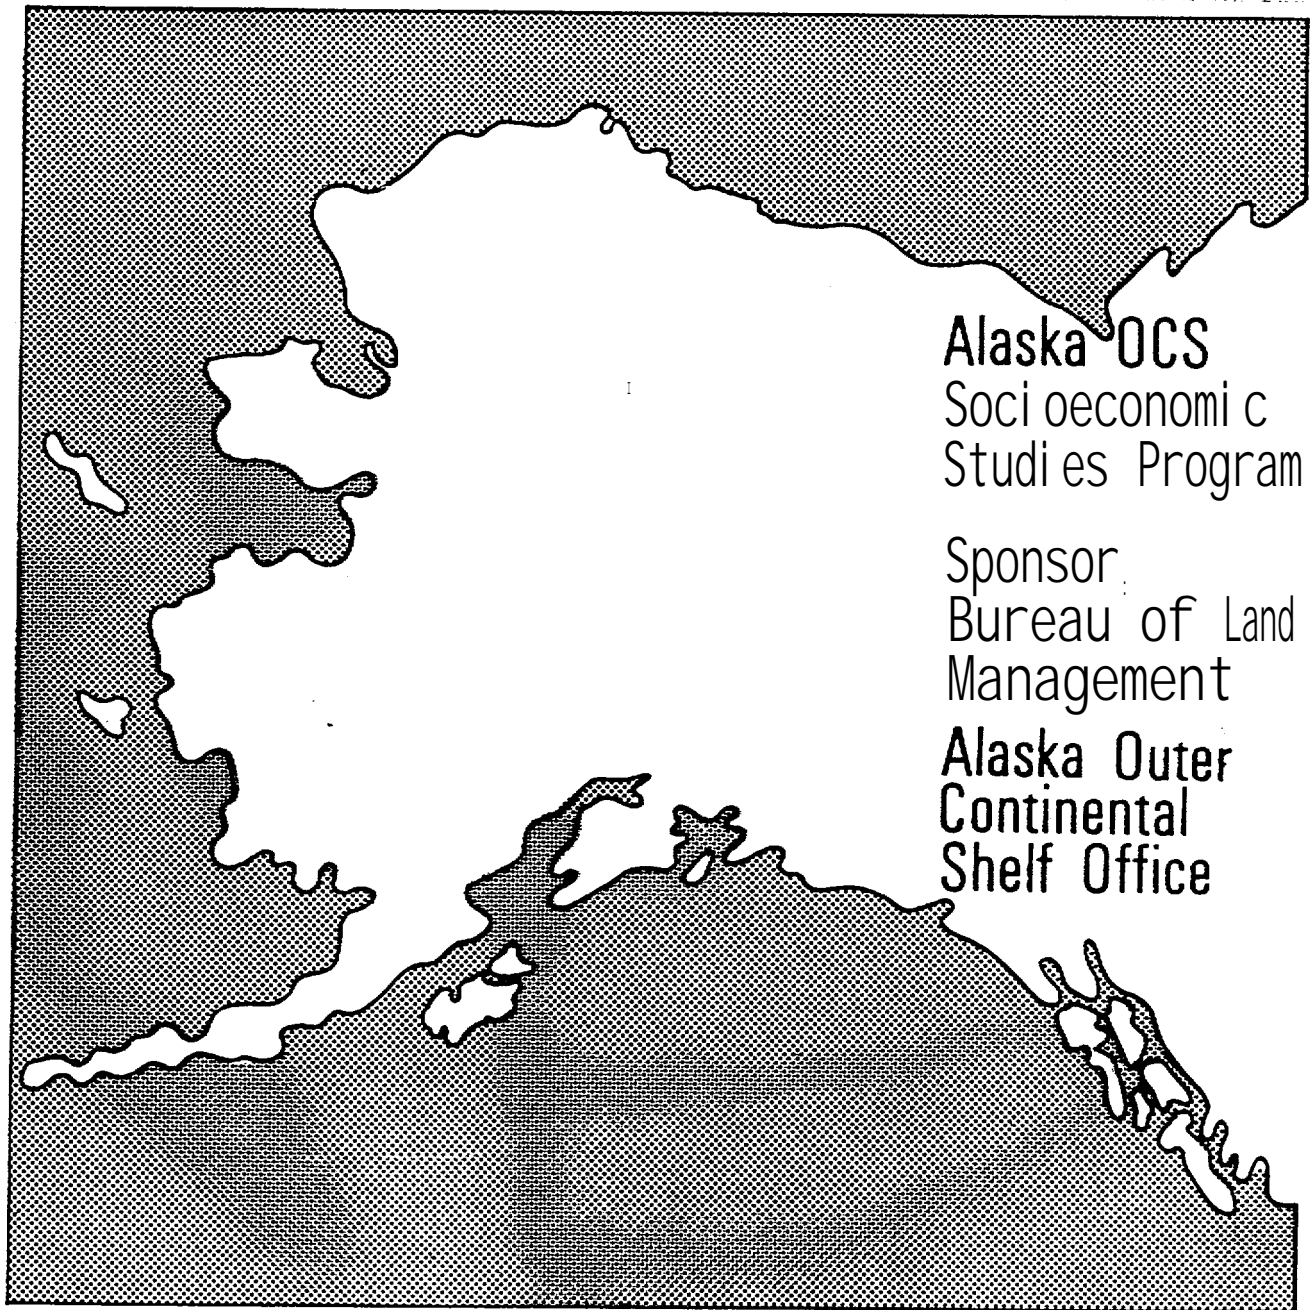 Alaska OCS
Socioeconomic
Studies Program
Sponsor
Bureau of Land
Management
Alaska Outer
Continental
Shelf Office